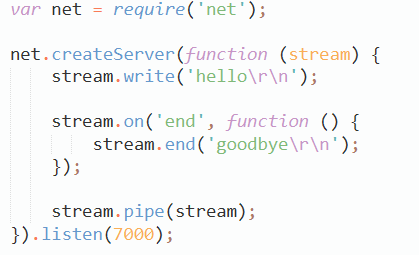 var net = require('net');

net.createServer(function (stream) {
    stream.write('hello\r\n');

    stream.on('end', function () {
        stream.end('goodbye\r\n');
    });

    stream.pipe(stream);
}).listen(7000);